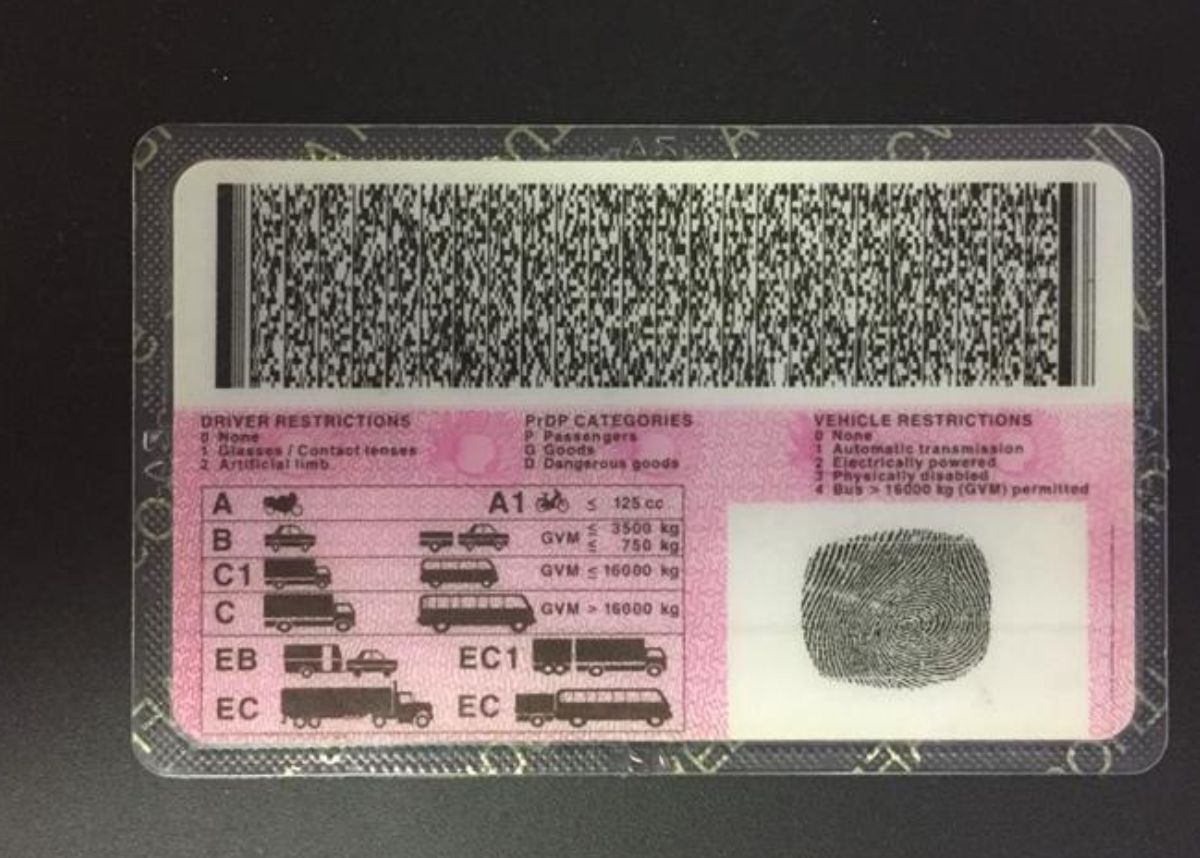 DRIVER RESTRICTIONS
0 None
1 Glasses / Contact lenses
2 Artificial limb
PrDP CATEGORIES
P Passengers
G Goods
D Dangerous goods
VEHICLE RESTRICTIONS
0 None
1 Automatic transmission
2 Electrically powered
3 Physically disabled
4 Bus > 16000 kg (GVM) permitted
A A1 ≤ 125 cc
B GVM ≤ 3500 kg
≤ 750 kg
C1 GVM ≤ 16000 kg
C GVM > 16000 kg
EB EC1
EC EC